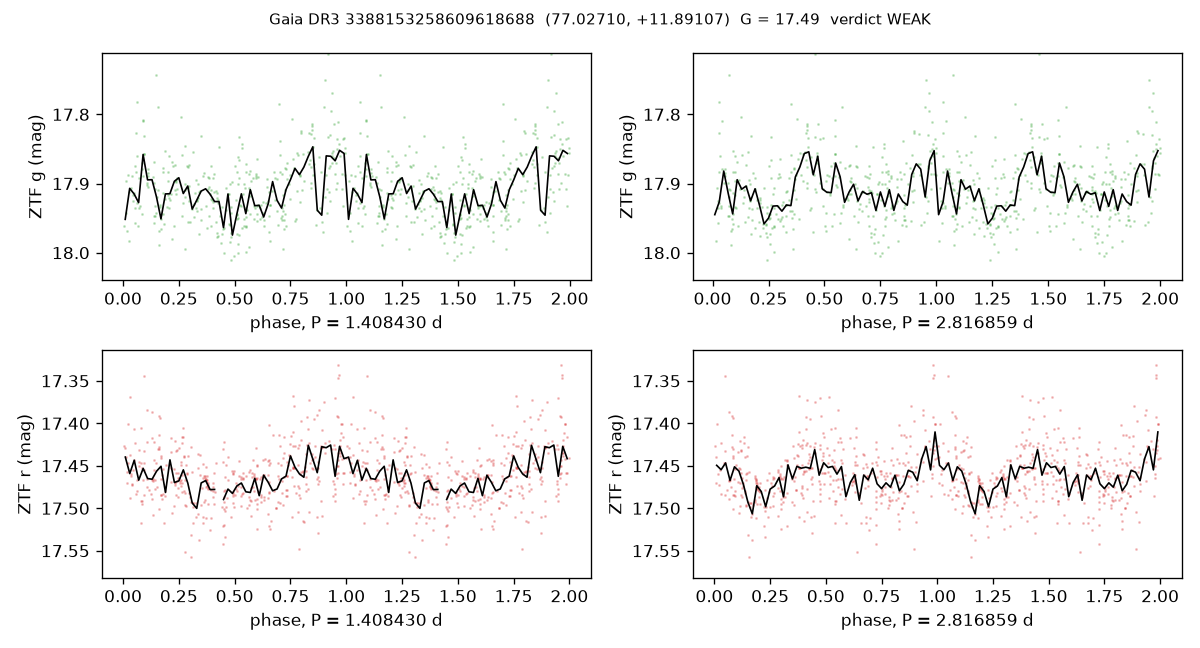 Gaia DR3 3388153258609618688  (77.02710, +11.89107)  G = 17.49  verdict WEAK
ZTF g (mag)
17.8
17.9
18.0
0.00 0.25 0.50 0.75 1.00 1.25 1.50 1.75 2.00
phase, P = 1.408430 d
ZTF g (mag)
17.8
17.9
18.0
0.00 0.25 0.50 0.75 1.00 1.25 1.50 1.75 2.00
phase, P = 2.816859 d
ZTF r (mag)
17.35
17.40
17.45
17.50
17.55
0.00 0.25 0.50 0.75 1.00 1.25 1.50 1.75 2.00
phase, P = 1.408430 d
ZTF r (mag)
17.35
17.40
17.45
17.50
17.55
0.00 0.25 0.50 0.75 1.00 1.25 1.50 1.75 2.00
phase, P = 2.816859 d